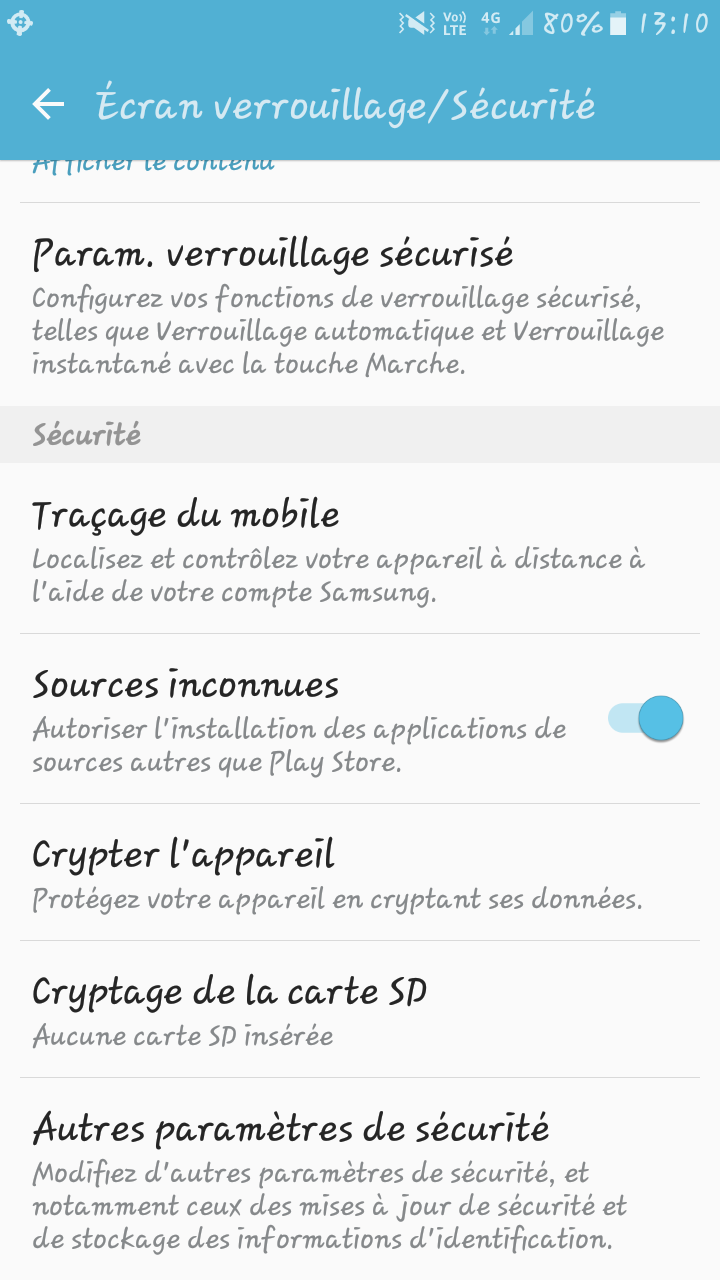 Vo)) LTE 4G 80% 13:10
Écran verrouillage/Sécurité
Afficher le contenu
Param. verrouillage sécurisé
Configurez vos fonctions de verrouillage sécurisé,
telles que Verrouillage automatique et Verrouillage
instantané avec la touche Marche.
Sécurité
Traçage du mobile
Localisez et contrôlez votre appareil à distance à
l'aide de votre compte Samsung.
Sources inconnues
Autoriser l'installation des applications de
sources autres que Play Store.
Crypter l'appareil
Protégez votre appareil en cryptant ses données.
Cryptage de la carte SD
Aucune carte SD insérée
Autres paramètres de sécurité
Modifiez d'autres paramètres de sécurité, et
notamment ceux des mises à jour de sécurité et
de stockage des informations d'identification.